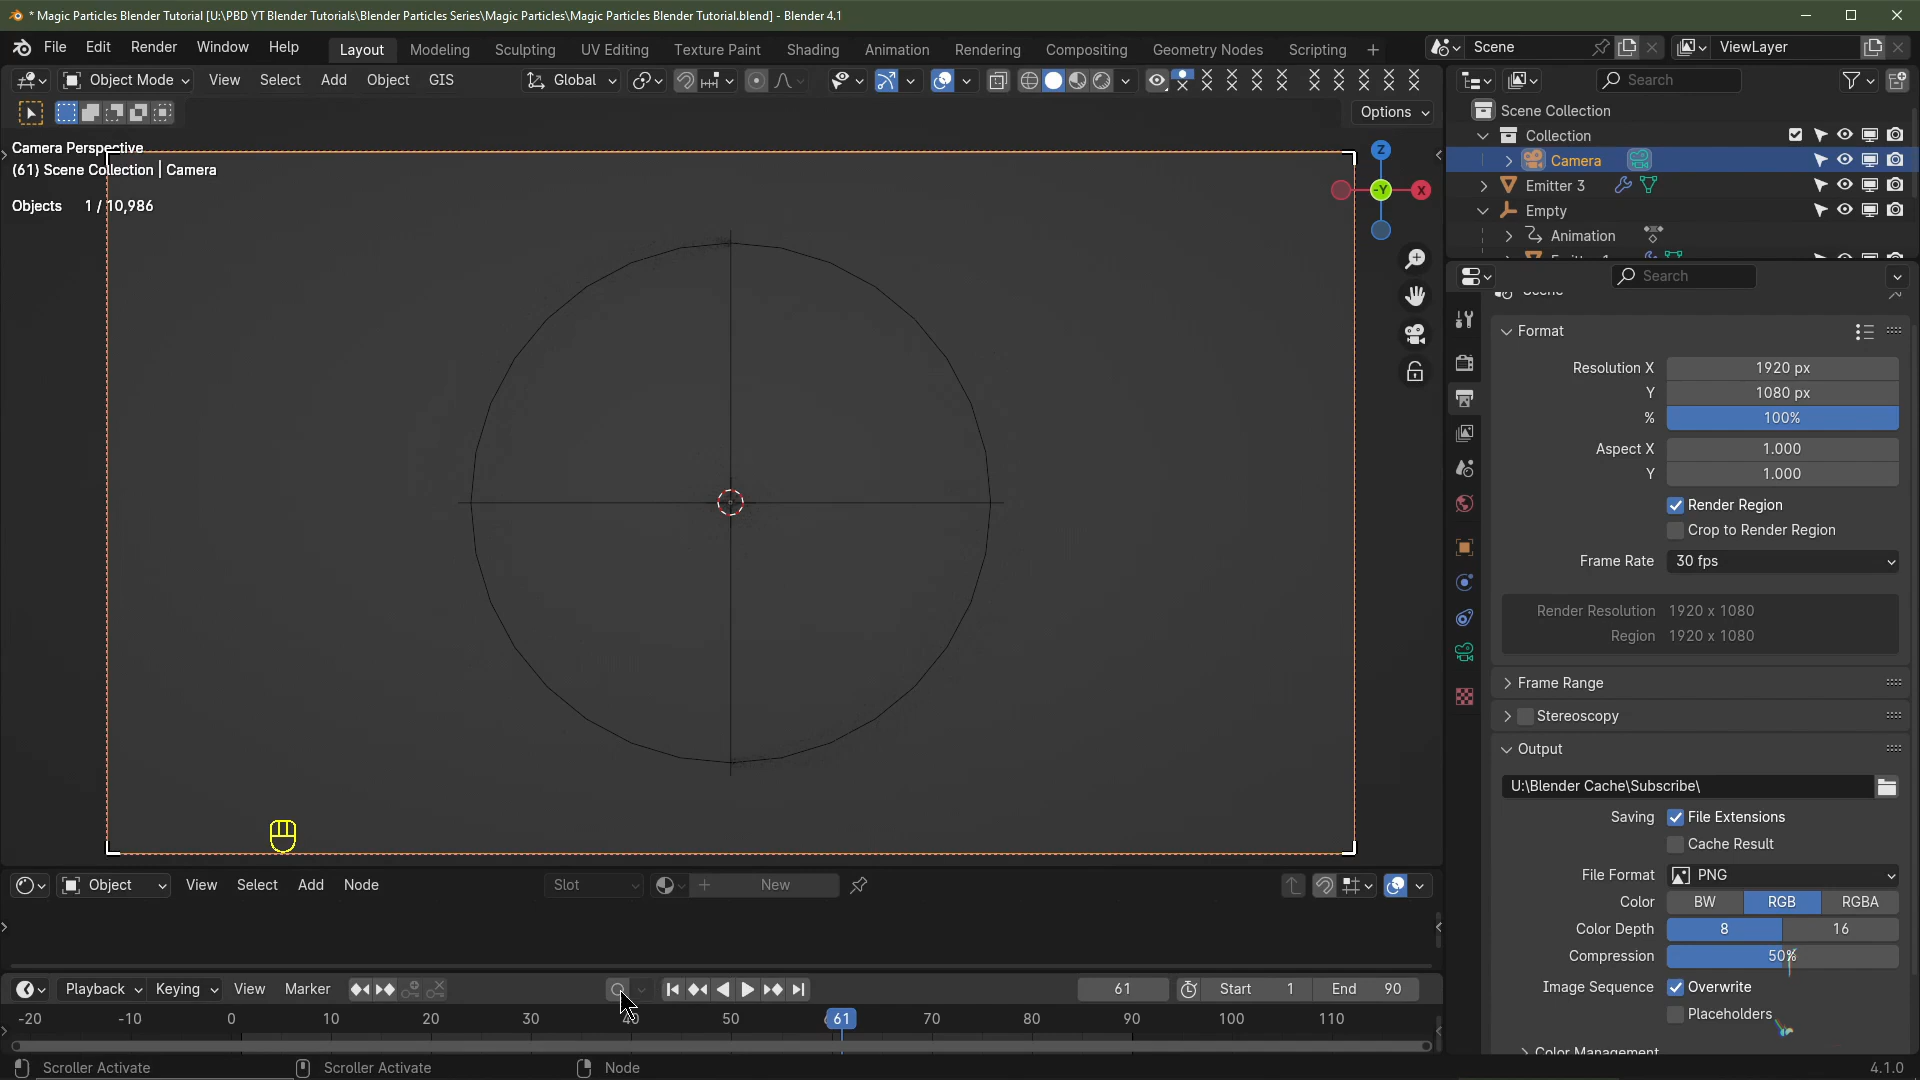 * Magic Particles Blender Tutorial [U:\PBD YT Blender Tutorials\Blender Particles Series\Magic Particles\Magic Particles Blender Tutorial.blend] - Blender 4.1
File Edit Render Window Help Layout Modeling Sculpting UV Editing Texture Paint Shading Animation Rendering Compositing Geometry Nodes Scripting + Scene ViewLayer
Object Mode View Select Add Object GIS Global Search
Options
Scene Collection
Collection
Camera Perspective
(61) Scene Collection | Camera
Camera
Emitter 3
Objects 1 / 10,986
Empty
Animation
Z
-Y
X
Search
Format
Resolution X 1920 px
Y 1080 px
% 100%
Aspect X 1.000
Y 1.000
Render Region
Crop to Render Region
Frame Rate 30 fps
Render Resolution 1920 x 1080
Region 1920 x 1080
Frame Range
Stereoscopy
Output
U:\Blender Cache\Subscribe\
Saving File Extensions
Cache Result
File Format PNG
Color BW RGB RGBA
Color Depth 8 16
Compression 50%
Image Sequence Overwrite
Placeholders
Color Management
Object View Select Add Node Slot New
Playback Keying View Marker 61 Start 1 End 90
-20 -10 0 10 20 30 40 50 61 70 80 90 100 110
Scroller Activate Scroller Activate Node 4.1.0